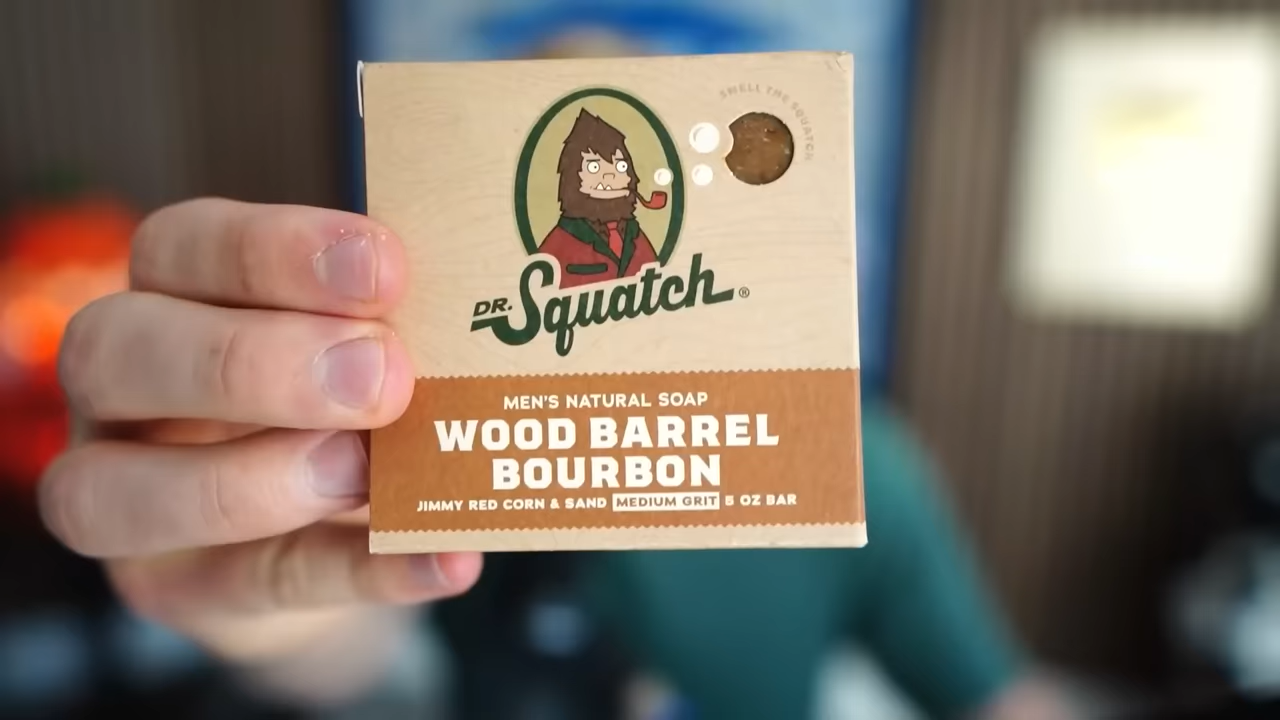 SMELL THE SQUATCH
DR. Squatch®
MEN'S NATURAL SOAP
WOOD BARREL
BOURBON
JIMMY RED CORN & SAND MEDIUM GRIT 5 OZ BAR